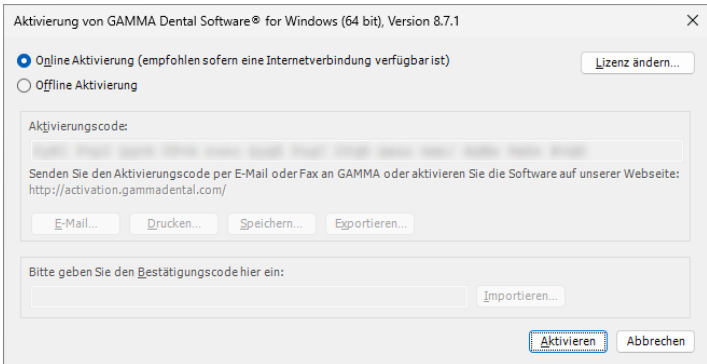 Aktivierung von GAMMA Dental Software® for Windows (64 bit), Version 8.7.1
Online Aktivierung (empfohlen sofern eine Internetverbindung verfügbar ist)
Lizenz ändern...
Offline Aktivierung
Aktivierungscode:
Senden Sie den Aktivierungscode per E-Mail oder Fax an GAMMA oder aktivieren Sie die Software auf unserer Webseite:
http://activation.gammadental.com/
E-Mail... Drucken... Speichern... Exportieren...
Bitte geben Sie den Bestätigungscode hier ein:
Importieren...
Aktivieren Abbrechen